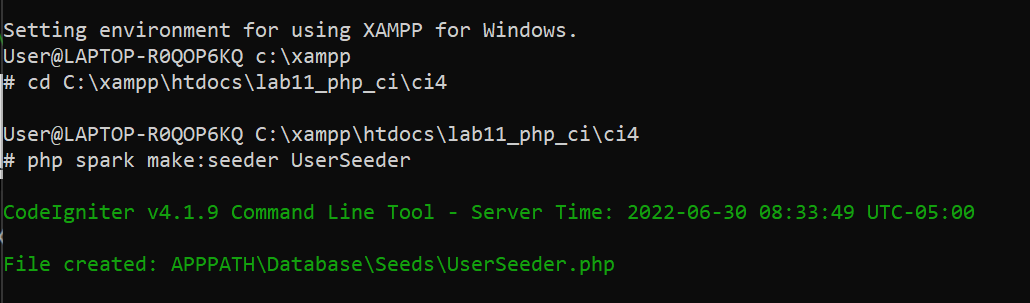 Setting environment for using XAMPP for Windows.
User@LAPTOP-R0QOP6KQ c:\xampp
# cd C:\xampp\htdocs\lab11_php_ci\ci4
User@LAPTOP-R0QOP6KQ C:\xampp\htdocs\lab11_php_ci\ci4
# php spark make:seeder UserSeeder
CodeIgniter v4.1.9 Command Line Tool - Server Time: 2022-06-30 08:33:49 UTC-05:00
File created: APPPATH\Database\Seeds\UserSeeder.php